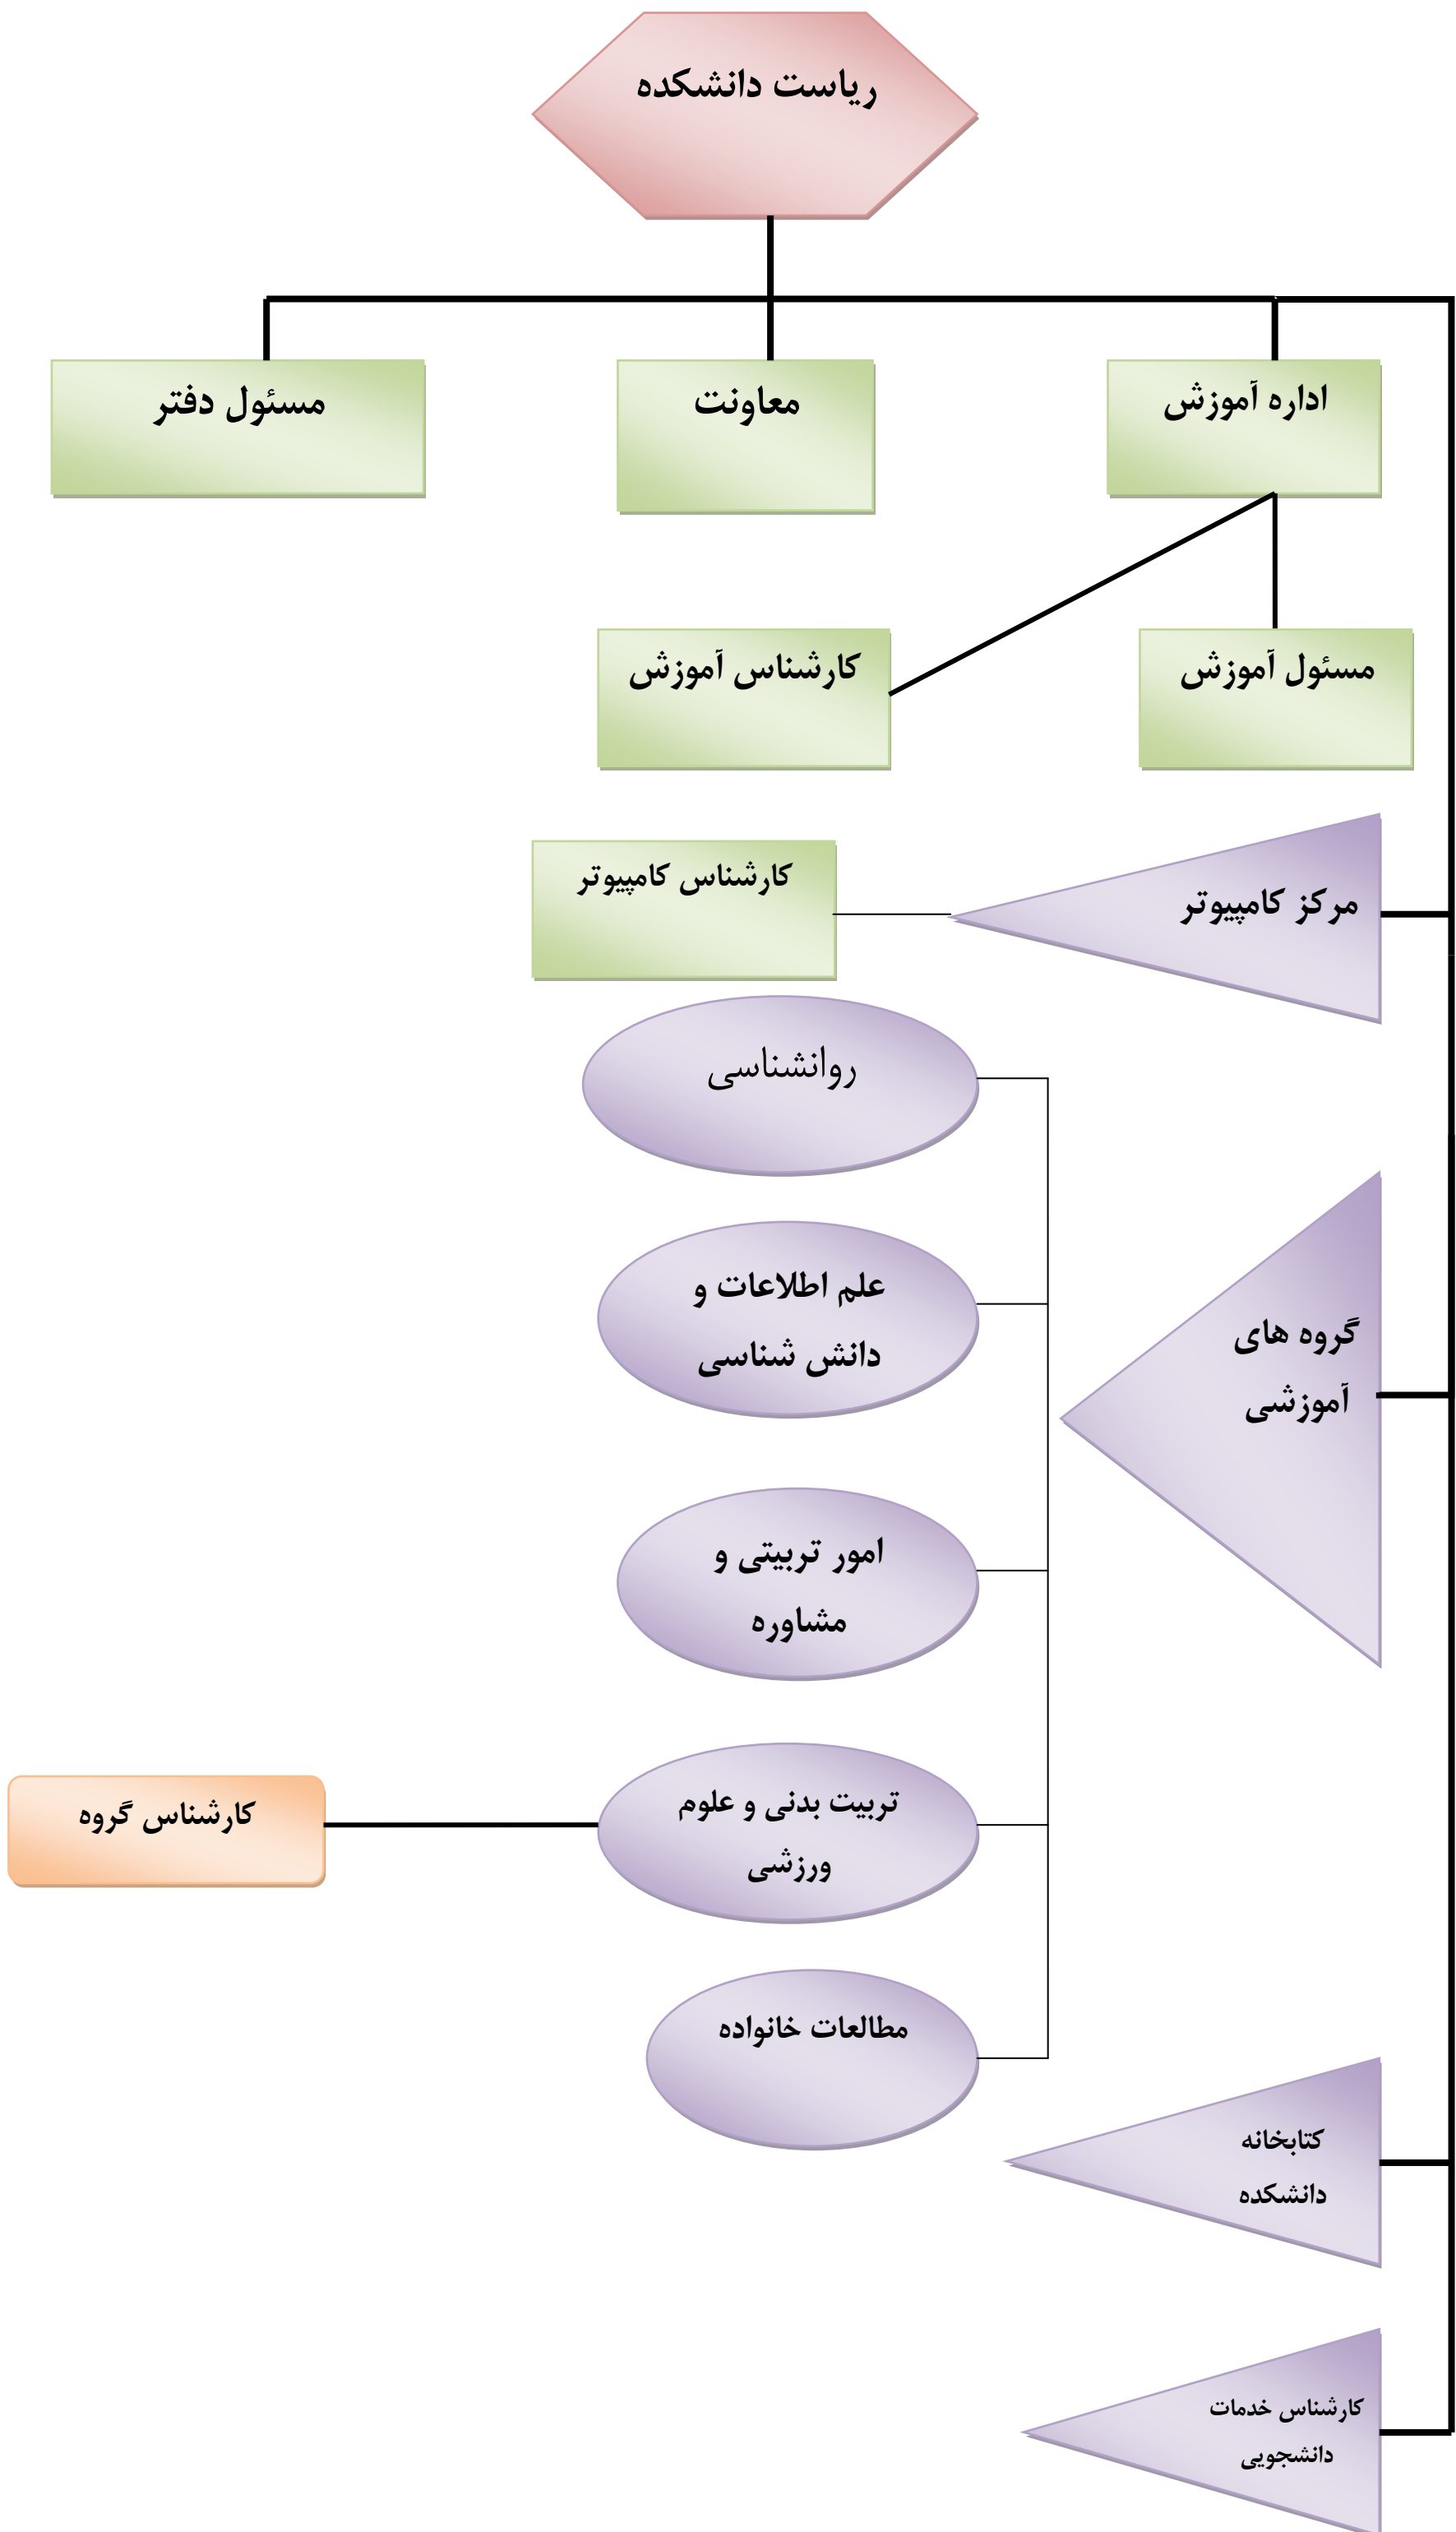 ریاست دانشکده
اداره آموزش
معاونت
مسئول دفتر
مسئول آموزش
کارشناس آموزش
مرکز کامپیوتر
کارشناس کامپیوتر
روانشناسی
علم اطلاعات و
دانش شناسی
گروه های
آموزشی
امور تربیتی و
مشاوره
تربیت بدنی و علوم
ورزشی
کارشناس گروه
مطالعات خانواده
کتابخانه
دانشکده
کارشناس خدمات
دانشجویی